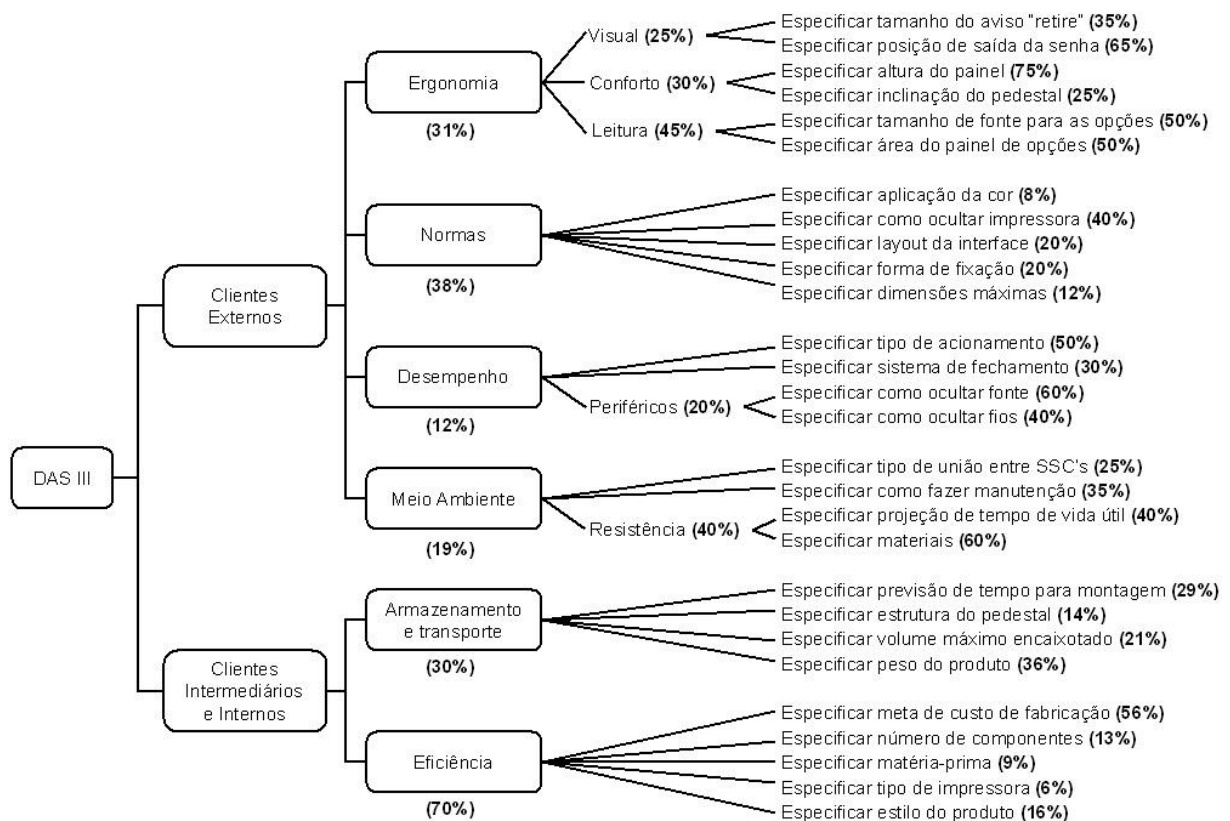 DAS III
Clientes
Externos
Ergonomia
(31%)
Visual (25%)
Especificar tamanho do aviso "retire" (35%)
Especificar posição de saída da senha (65%)
Conforto (30%)
Especificar altura do painel (75%)
Especificar inclinação do pedestal (25%)
Leitura (45%)
Especificar tamanho de fonte para as opções (50%)
Especificar área do painel de opções (50%)
Normas
(38%)
Especificar aplicação da cor (8%)
Especificar como ocultar impressora (40%)
Especificar layout da interface (20%)
Especificar forma de fixação (20%)
Especificar dimensões máximas (12%)
Desempenho
(12%)
Especificar tipo de acionamento (50%)
Especificar sistema de fechamento (30%)
Periféricos (20%)
Especificar como ocultar fonte (60%)
Especificar como ocultar fios (40%)
Meio Ambiente
(19%)
Especificar tipo de união entre SSC's (25%)
Especificar como fazer manutenção (35%)
Resistência (40%)
Especificar projeção de tempo de vida útil (40%)
Especificar materiais (60%)
Clientes
Intermediários
e Internos
Armazenamento
e transporte
(30%)
Especificar previsão de tempo para montagem (29%)
Especificar estrutura do pedestal (14%)
Especificar volume máximo encaixotado (21%)
Especificar peso do produto (36%)
Eficiência
(70%)
Especificar meta de custo de fabricação (56%)
Especificar número de componentes (13%)
Especificar matéria-prima (9%)
Especificar tipo de impressora (6%)
Especificar estilo do produto (16%)